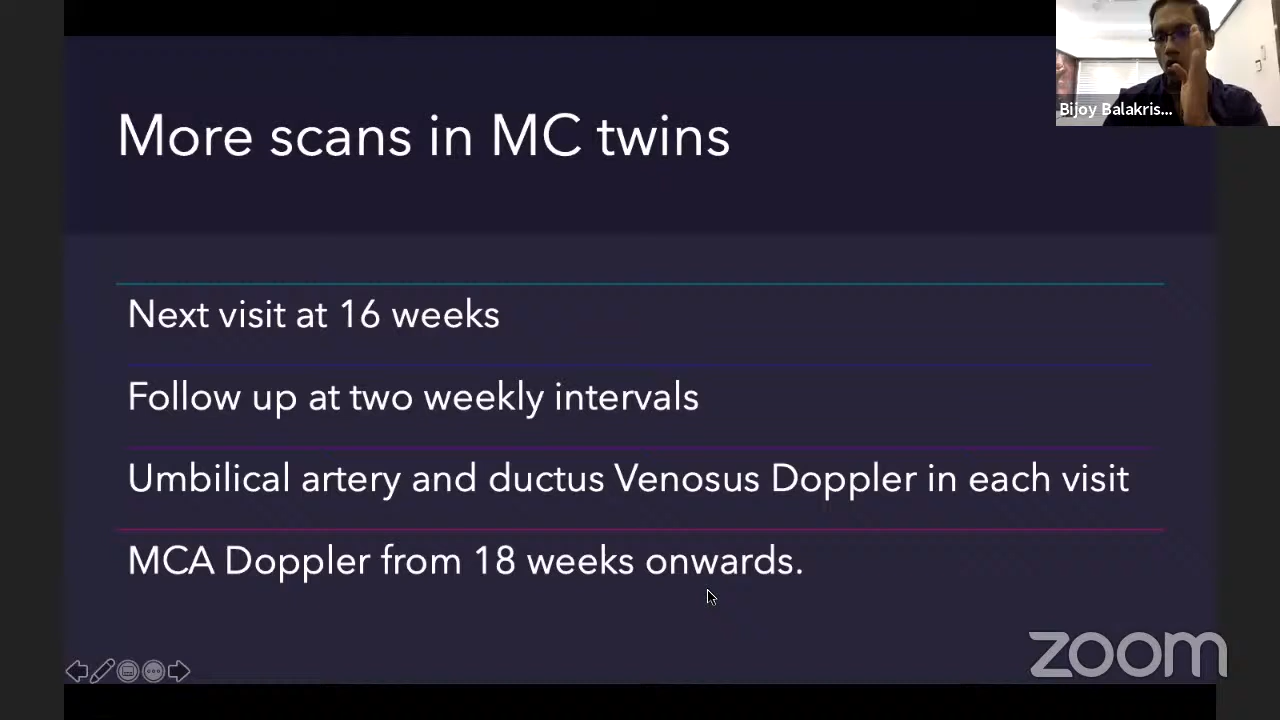 More scans in MC twins
Bijoy Balakris...
Next visit at 16 weeks
Follow up at two weekly intervals
Umbilical artery and ductus Venosus Doppler in each visit
MCA Doppler from 18 weeks onwards.
zoom